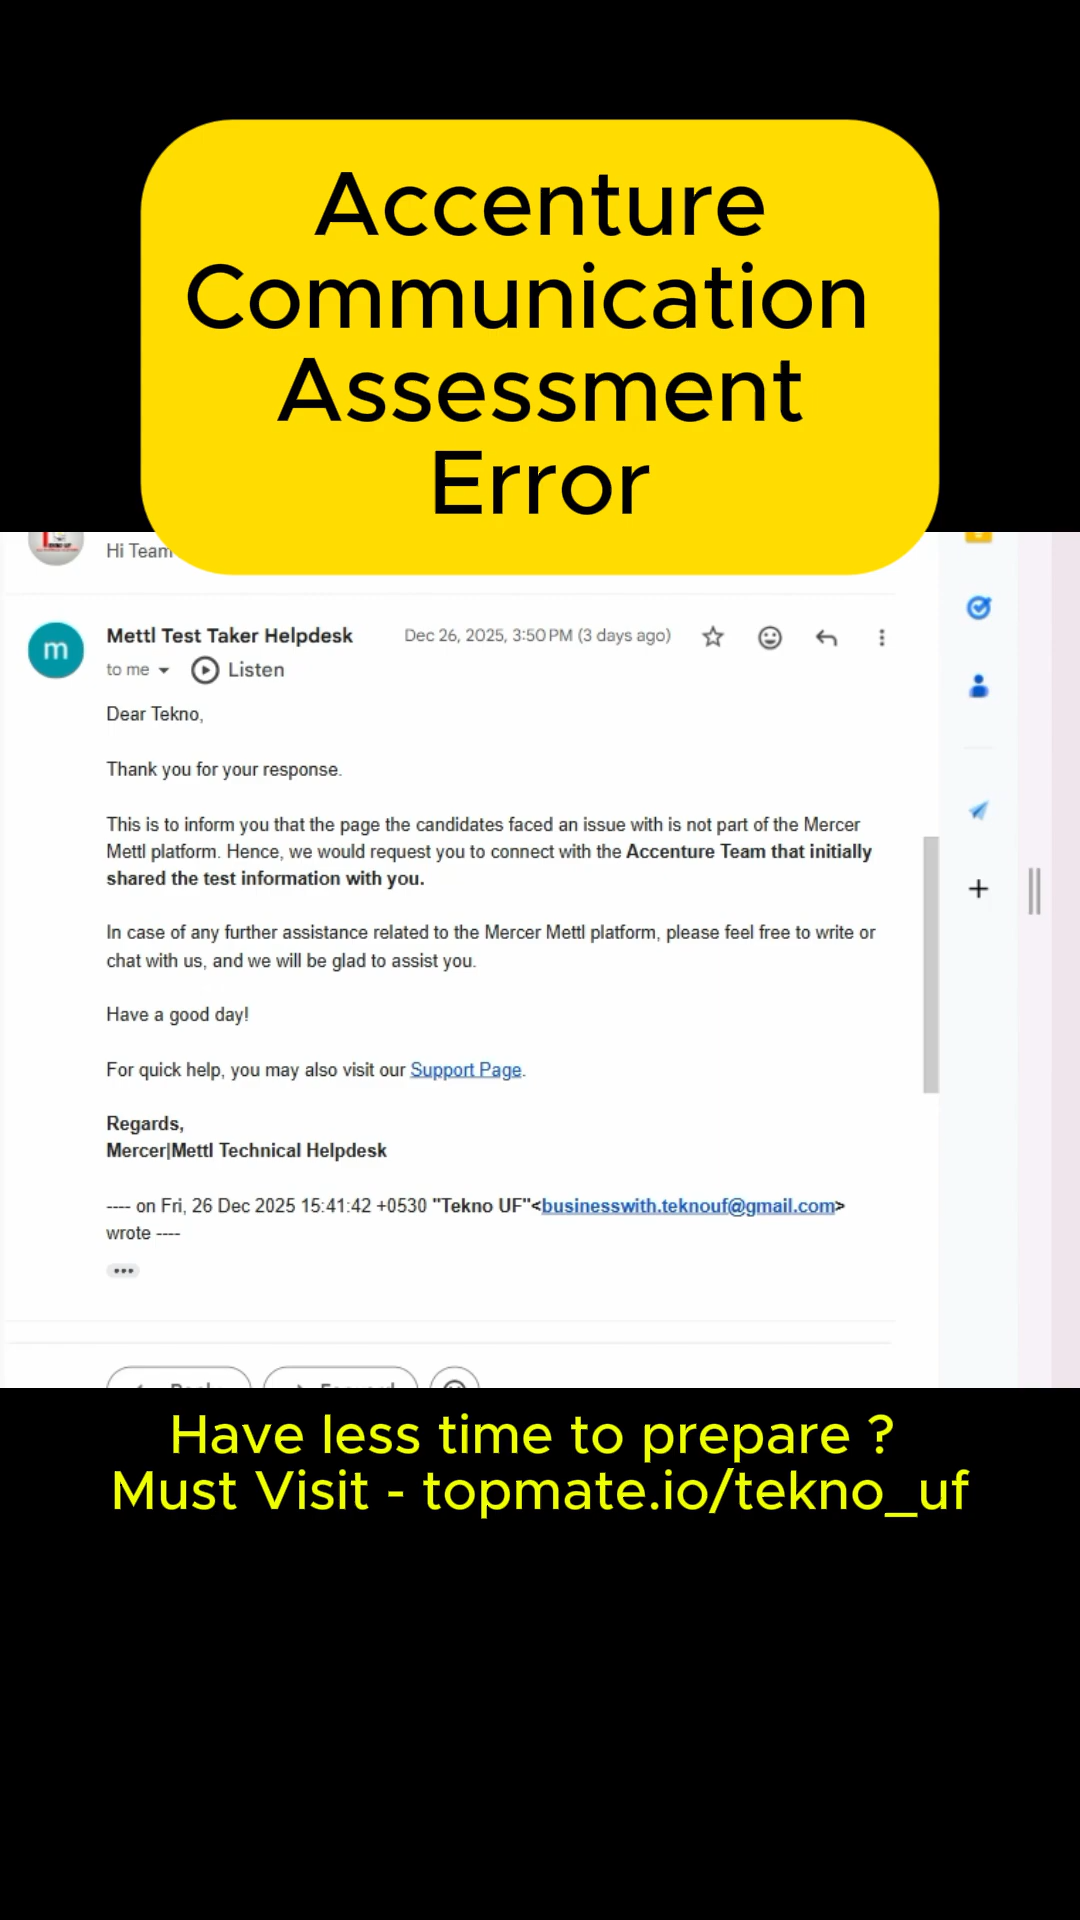 Accenture
Communication
Assessment
Error
Hi Team
m
Mettl Test Taker Helpdesk
Dec 26, 2025, 3:50 PM (3 days ago)
to me
Listen
Dear Tekno,
Thank you for your response.
This is to inform you that the page the candidates faced an issue with is not part of the Mercer
Mettl platform. Hence, we would request you to connect with the Accenture Team that initially
shared the test information with you.
In case of any further assistance related to the Mercer Mettl platform, please feel free to write or
chat with us, and we will be glad to assist you.
Have a good day!
For quick help, you may also visit our Support Page.
Regards,
Mercer|Mettl Technical Helpdesk
---- on Fri, 26 Dec 2025 15:41:42 +0530 "Tekno UF"<businesswith.teknouf@gmail.com>
wrote ----
Have less time to prepare ?
Must Visit - topmate.io/tekno_uf